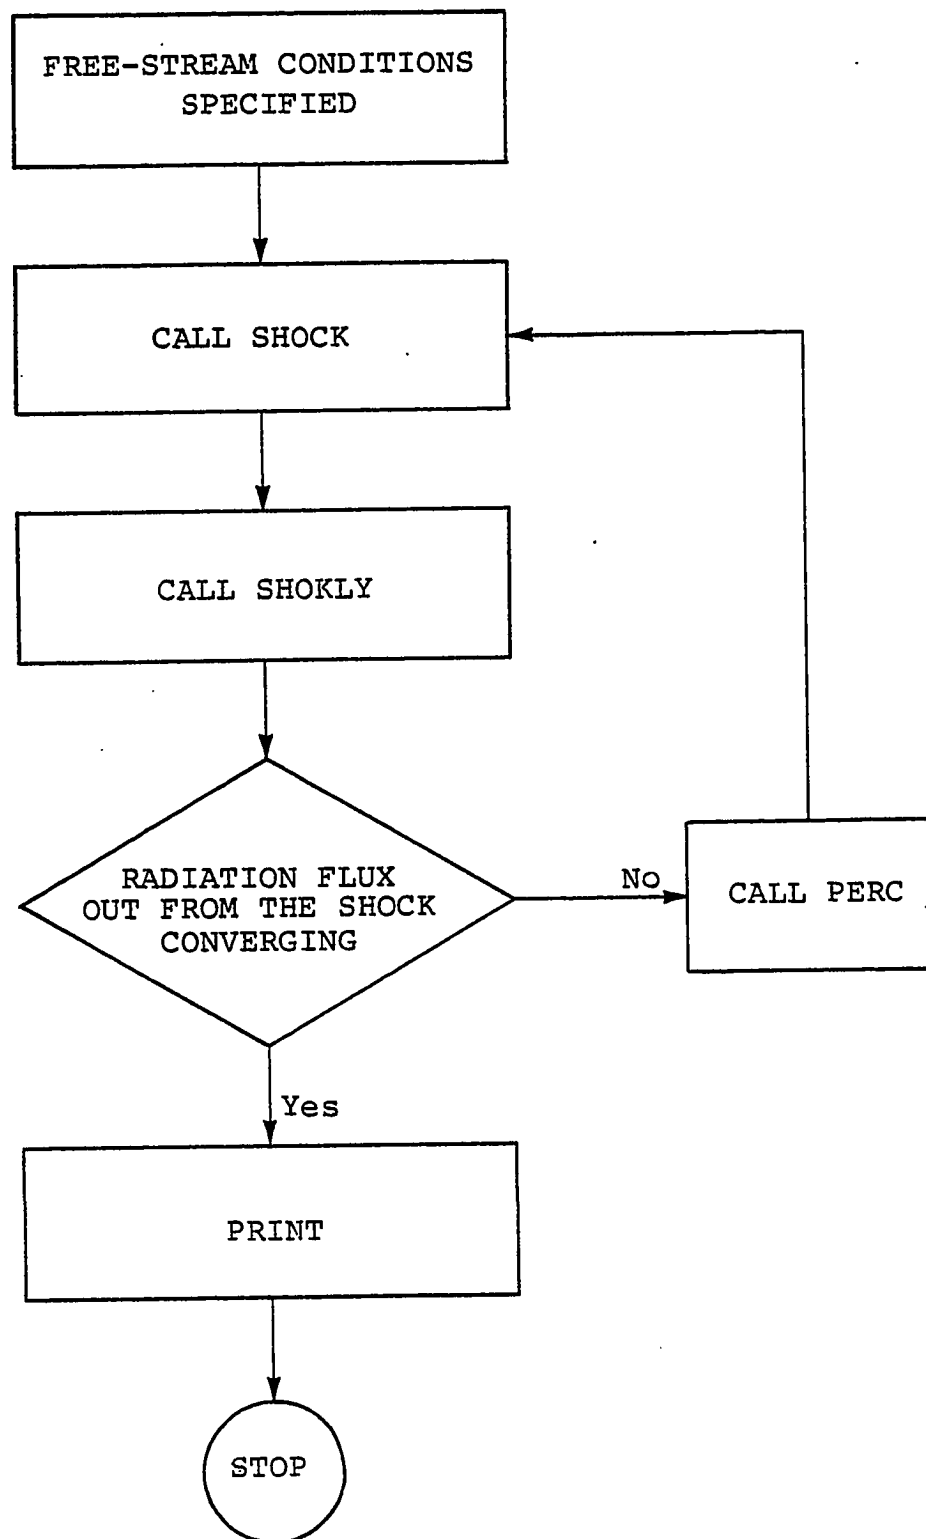 FREE-STREAM CONDITIONS
SPECIFIED
CALL SHOCK
CALL SHOKLY
RADIATION FLUX
OUT FROM THE SHOCK
CONVERGING
No
CALL PERC
Yes
PRINT
STOP